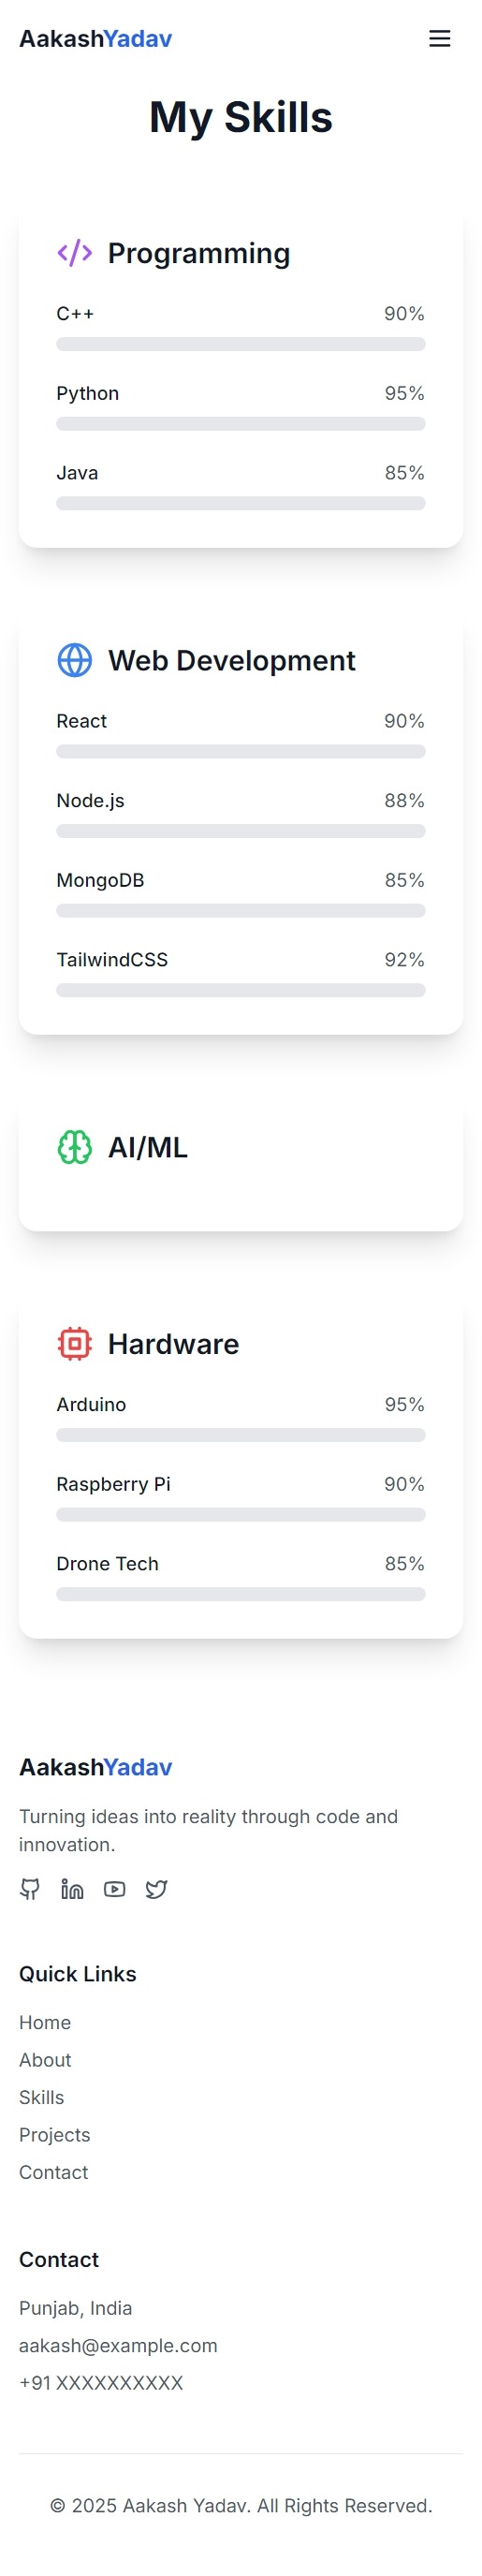 AakashYadav
My Skills
Programming
C++ 90%
Python 95%
Java 85%
Web Development
React 90%
Node.js 88%
MongoDB 85%
TailwindCSS 92%
AI/ML
Hardware
Arduino 95%
Raspberry Pi 90%
Drone Tech 85%
AakashYadav
Turning ideas into reality through code and
innovation.
Quick Links
Home
About
Skills
Projects
Contact
Contact
Punjab, India
aakash@example.com
+91 XXXXXXXXXX
© 2025 Aakash Yadav. All Rights Reserved.